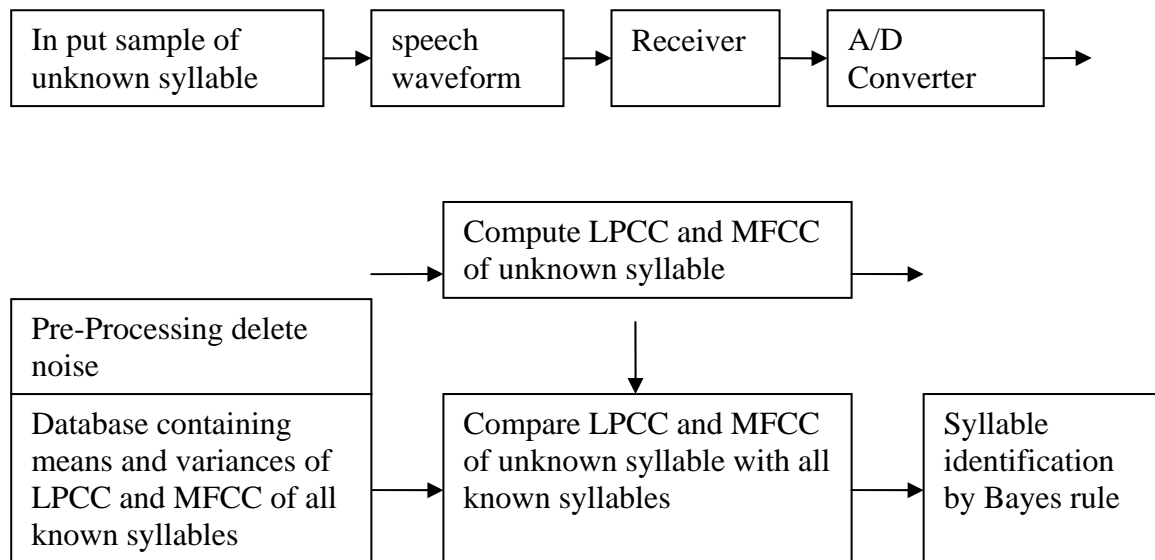 In put sample of
unknown syllable
speech
waveform
Receiver
A/D
Converter
Compute LPCC and MFCC
of unknown syllable
Pre-Processing delete
noise
Database containing
means and variances of
LPCC and MFCC of all
known syllables
Compare LPCC and MFCC
of unknown syllable with all
known syllables
Syllable
identification
by Bayes rule